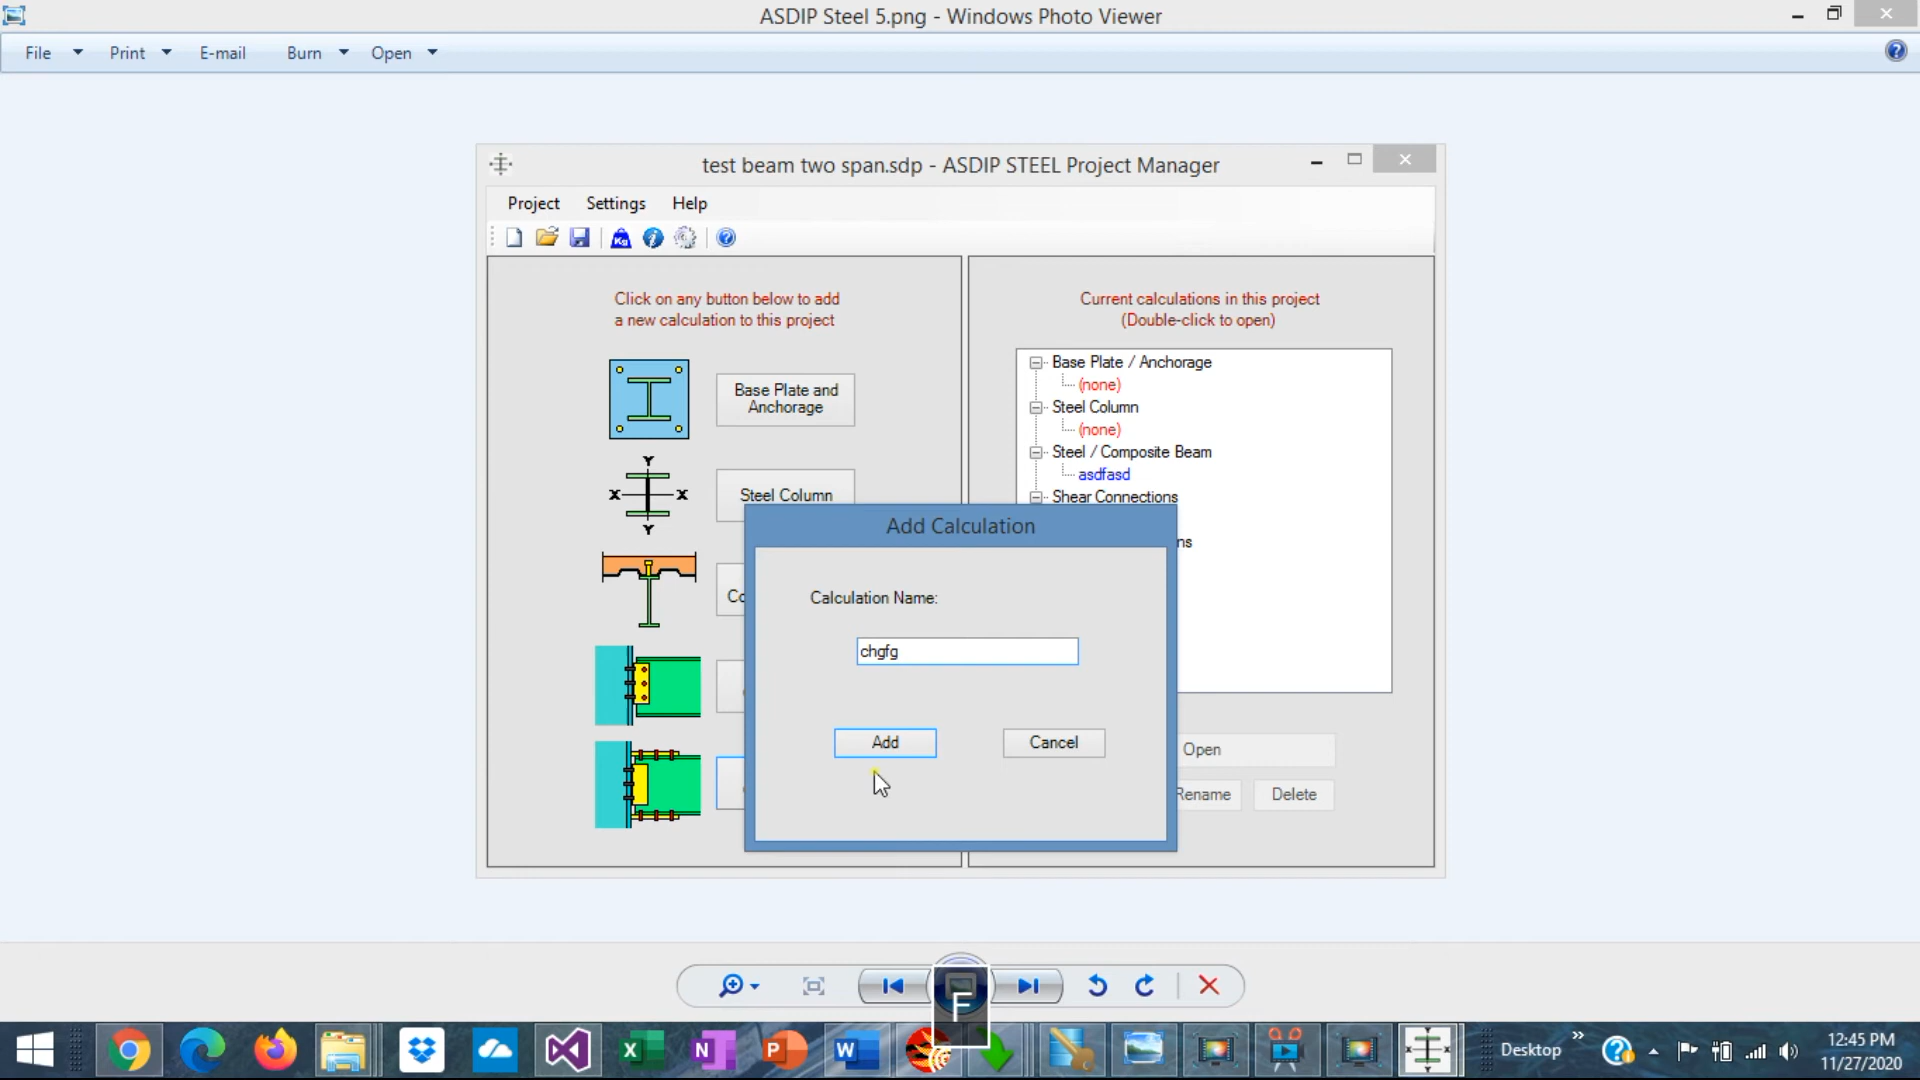 ASDIP Steel 5.png - Windows Photo Viewer
File Print E-mail Burn Open
test beam two span.sdp - ASDIP STEEL Project Manager
Project Settings Help
Kg
Click on any button below to add
a new calculation to this project
Current calculations in this project
(Double-click to open)
Base Plate and
Anchorage
Base Plate / Anchorage
(none)
Steel Column
(none)
Steel / Composite Beam
asdfasd
Shear Connections
ns
Y
X X
Y
Steel Column
Co
Add Calculation
Calculation Name:
chgfg
Add Cancel
Open
Rename Delete
F
Desktop
12:45 PM
11/27/2020